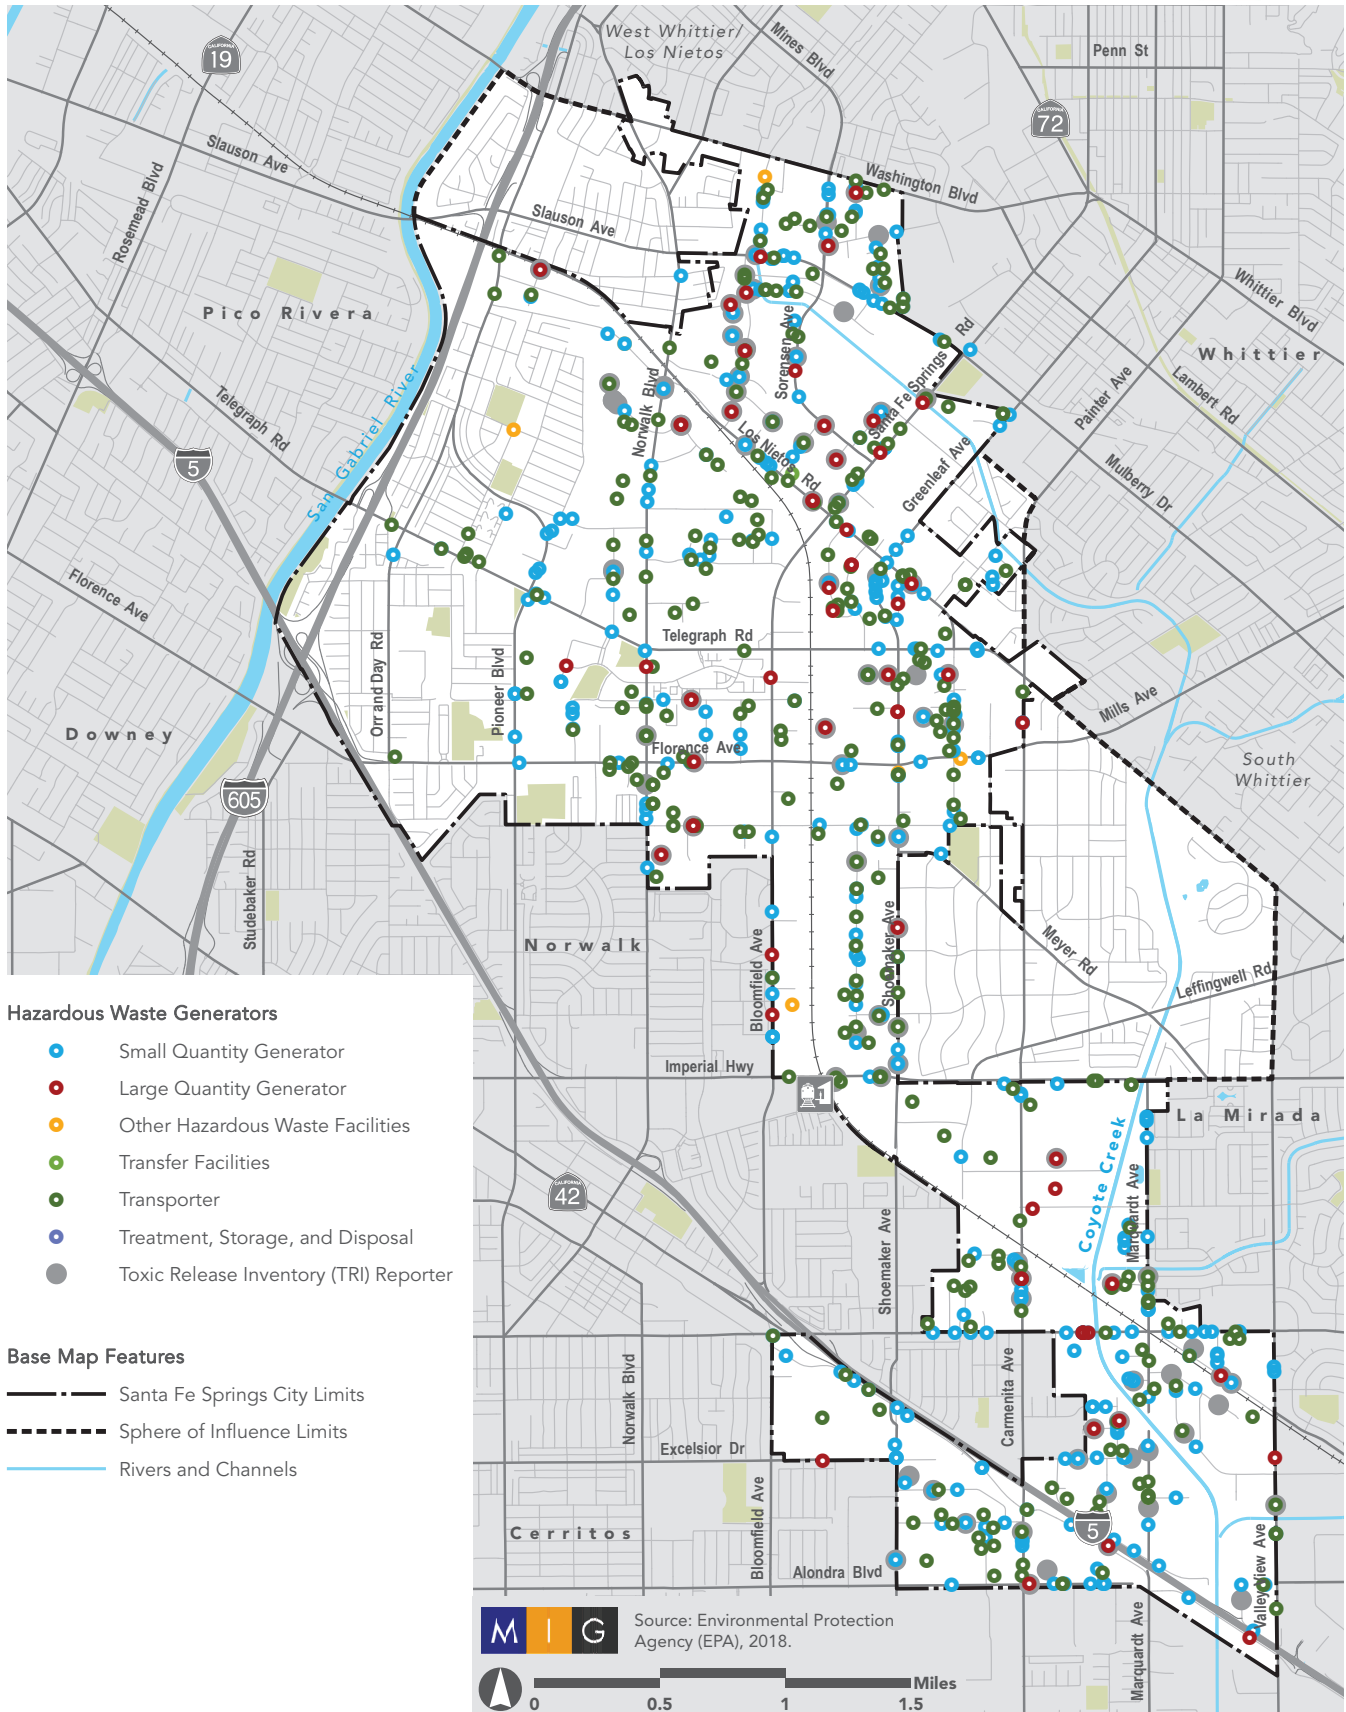 West Whittier/
Los Nietos
Mines Blvd
Penn St
CALIFORNIA
19
CALIFORNIA
72
Slauson Ave
Rosemead Blvd
Washington Blvd
Slauson Ave
Whittier Blvd
Pico Rivera
Sorensen Ave
Santa Fe Springs Rd
Whittier
Painter Ave
Lambert Rd
Telegraph Rd
San Gabriel River
Norwalk Blvd
Los Nietos Rd
Greenleaf Ave
Mulberry Dr
5
Florence Ave
Telegraph Rd
Orr and Day Rd
Pioneer Blvd
Mills Ave
Downey
Florence Ave
South
Whittier
605
Studebaker Rd
Norwalk
Bloomfield Ave
Shoemaker Ave
Meyer Rd
Leffingwell Rd
Imperial Hwy
La Mirada
Coyote Creek
Marquardt Ave
CALIFORNIA
42
Shoemaker Ave
Norwalk Blvd
Carmenita Ave
Excelsior Dr
Bloomfield Ave
Cerritos
5
Valley View Ave
Alondra Blvd
Marquardt Ave
Hazardous Waste Generators
Small Quantity Generator
Large Quantity Generator
Other Hazardous Waste Facilities
Transfer Facilities
Transporter
Treatment, Storage, and Disposal
Toxic Release Inventory (TRI) Reporter
Base Map Features
Santa Fe Springs City Limits
Sphere of Influence Limits
Rivers and Channels
M I G
Source: Environmental Protection
Agency (EPA), 2018.
Miles
0 0.5 1 1.5